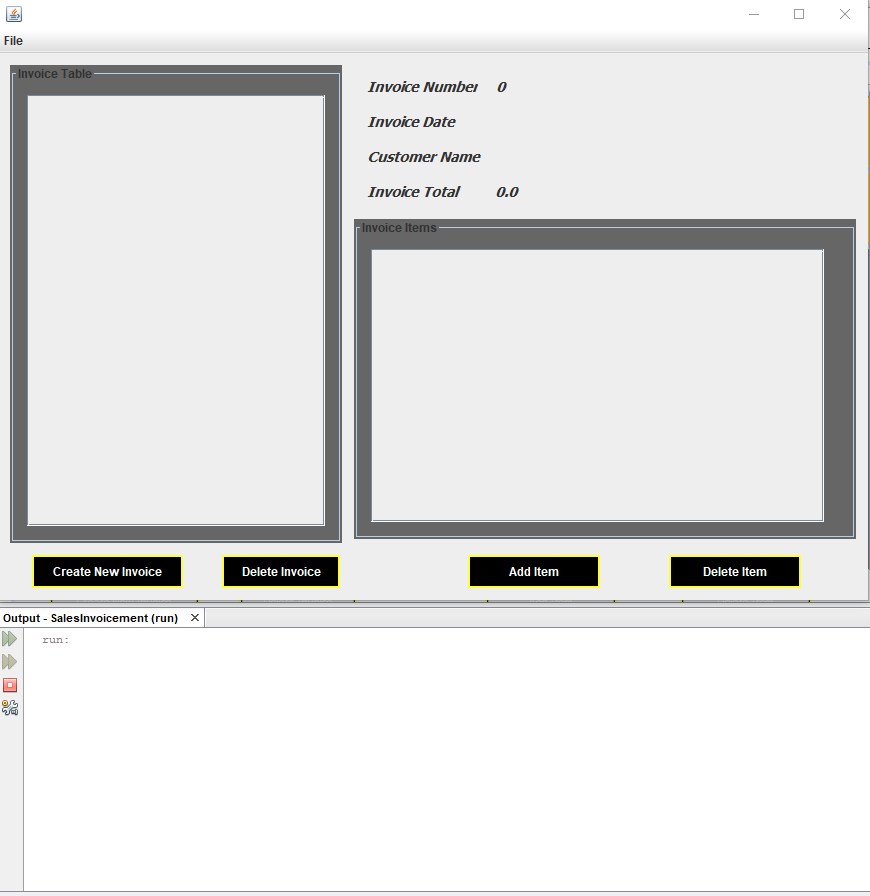 File
Invoice Table
Invoice Number 0
Invoice Date
Customer Name
Invoice Total 0.0
Invoice Items
Create New Invoice
Delete Invoice
Add Item
Delete Item
Output - SalesInvoicement (run)
run: